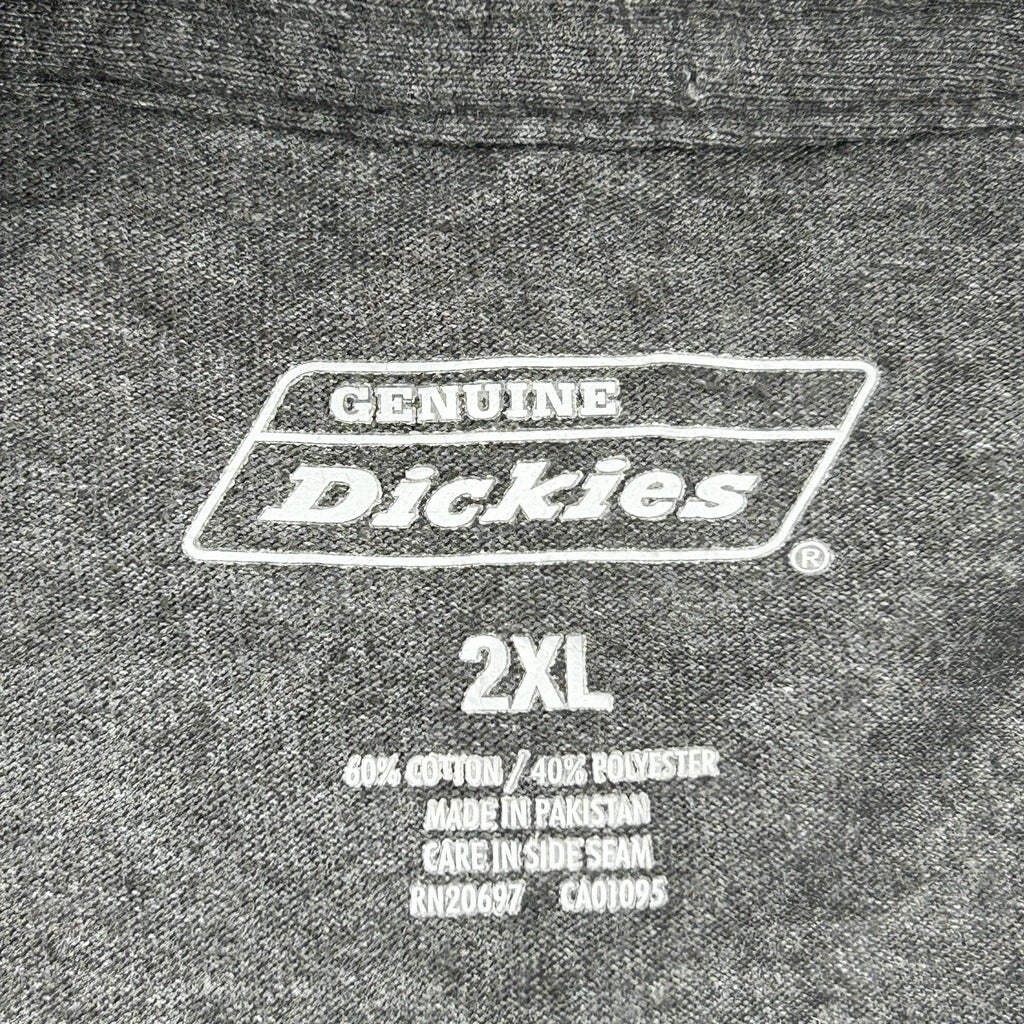 GENUINE
Dickies
®
2XL
60% COTTON / 40% POLYESTER
MADE IN PAKISTAN
CARE IN SIDE SEAM
RN20697 CA01095